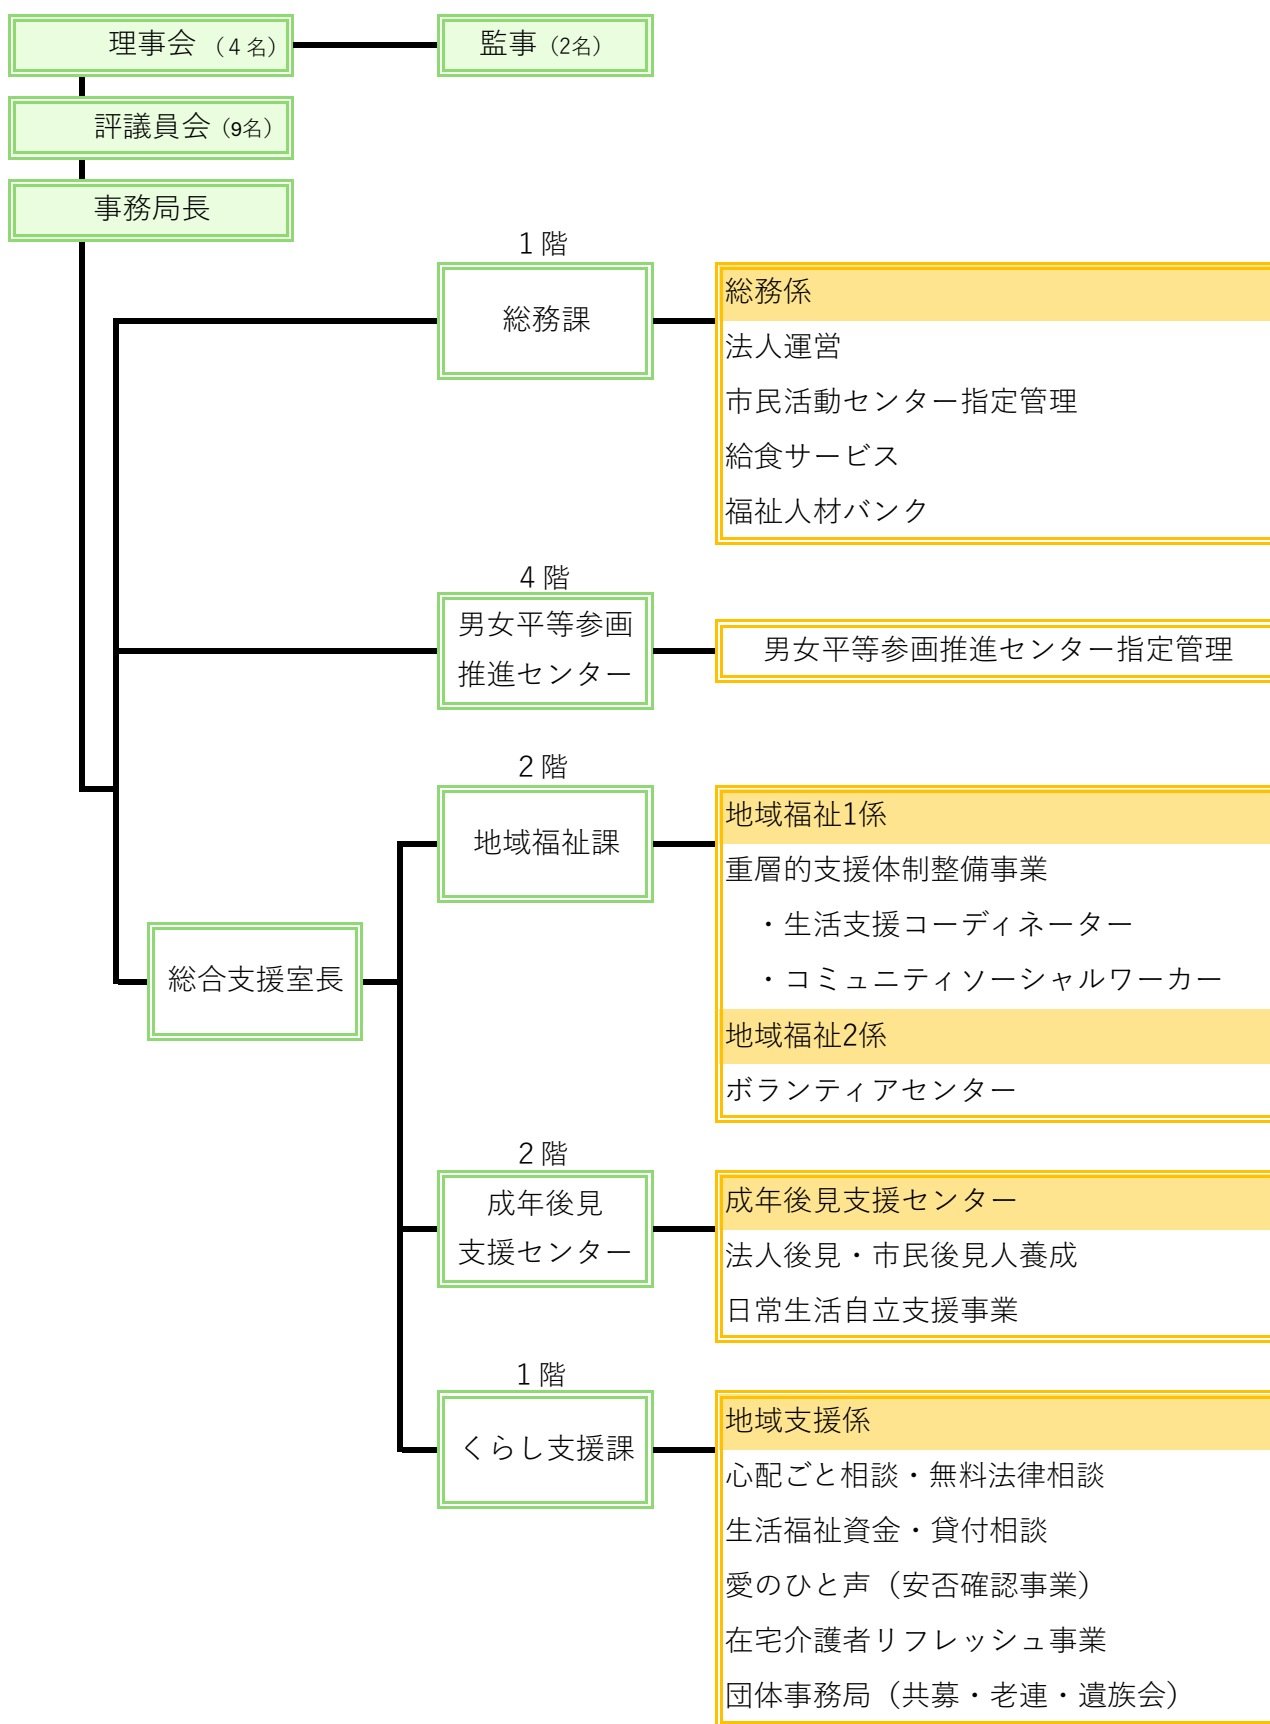 理事会（４名）
監事（2名）
評議員会（9名）
事務局長
１階
総務課
総務係
法人運営
市民活動センター指定管理
給食サービス
福祉人材バンク
４階
男女平等参画
推進センター
男女平等参画推進センター指定管理
２階
地域福祉課
地域福祉1係
重層的支援体制整備事業
・生活支援コーディネーター
・コミュニティソーシャルワーカー
地域福祉2係
ボランティアセンター
総合支援室長
２階
成年後見
支援センター
成年後見支援センター
法人後見・市民後見人養成
日常生活自立支援事業
１階
くらし支援課
地域支援係
心配ごと相談・無料法律相談
生活福祉資金・貸付相談
愛のひと声（安否確認事業）
在宅介護者リフレッシュ事業
団体事務局（共募・老連・遺族会）